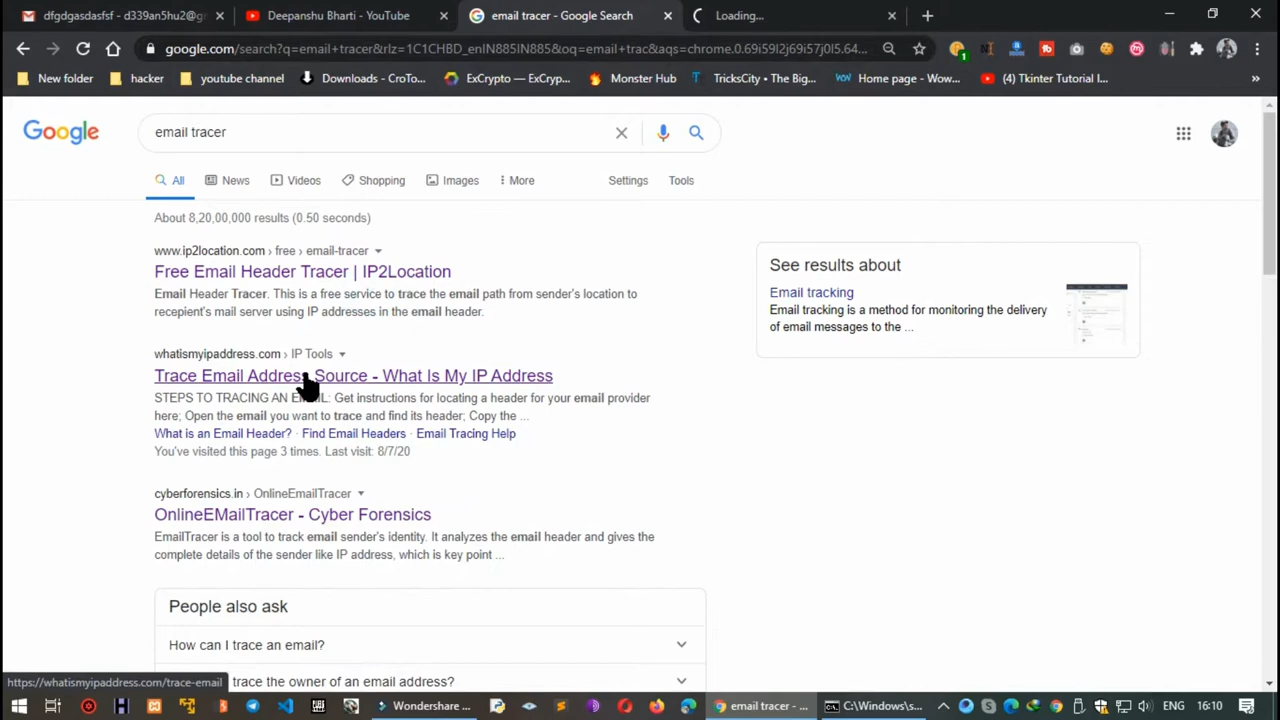 dfgdgasdasfsf - d339an5hu2@gr
Deepanshu Bharti - YouTube
email tracer - Google Search
Loading...
google.com/search?q=email+tracer&rlz=1C1CHBD_enIN885IN885&oq=email+trac&aqs=chrome.0.69i59l2j69i57j0l5.64...
New folder
hacker
youtube channel
Downloads - CroTo...
ExCrypto — ExCryp...
Monster Hub
TricksCity – The Big...
Home page - Wow...
(4) Tkinter Tutorial I...
»
Google
email tracer
All
News
Videos
Shopping
Images
More
Settings
Tools
About 8,20,00,000 results (0.50 seconds)
www.ip2location.com › free › email-tracer
Free Email Header Tracer | IP2Location
Email Header Tracer. This is a free service to trace the email path from sender's location to
recepient's mail server using IP addresses in the email header.
See results about
Email tracking
Email tracking is a method for monitoring the delivery
of email messages to the ...
whatismyipaddress.com › IP Tools
Trace Email Address Source - What Is My IP Address
STEPS TO TRACING AN EMAIL: Get instructions for locating a header for your email provider
here; Open the email you want to trace and find its header; Copy the ...
What is an Email Header? · Find Email Headers · Email Tracing Help
You've visited this page 3 times. Last visit: 8/7/20
cyberforensics.in › OnlineEmailTracer
OnlineEMailTracer - Cyber Forensics
EmailTracer is a tool to track email sender's identity. It analyzes the email header and gives the
complete details of the sender like IP address, which is key point ...
People also ask
How can I trace an email?
trace the owner of an email address?
https://whatismyipaddress.com/trace-email
Wondershare ...
email tracer - ...
C:\Windows\s...
16:10